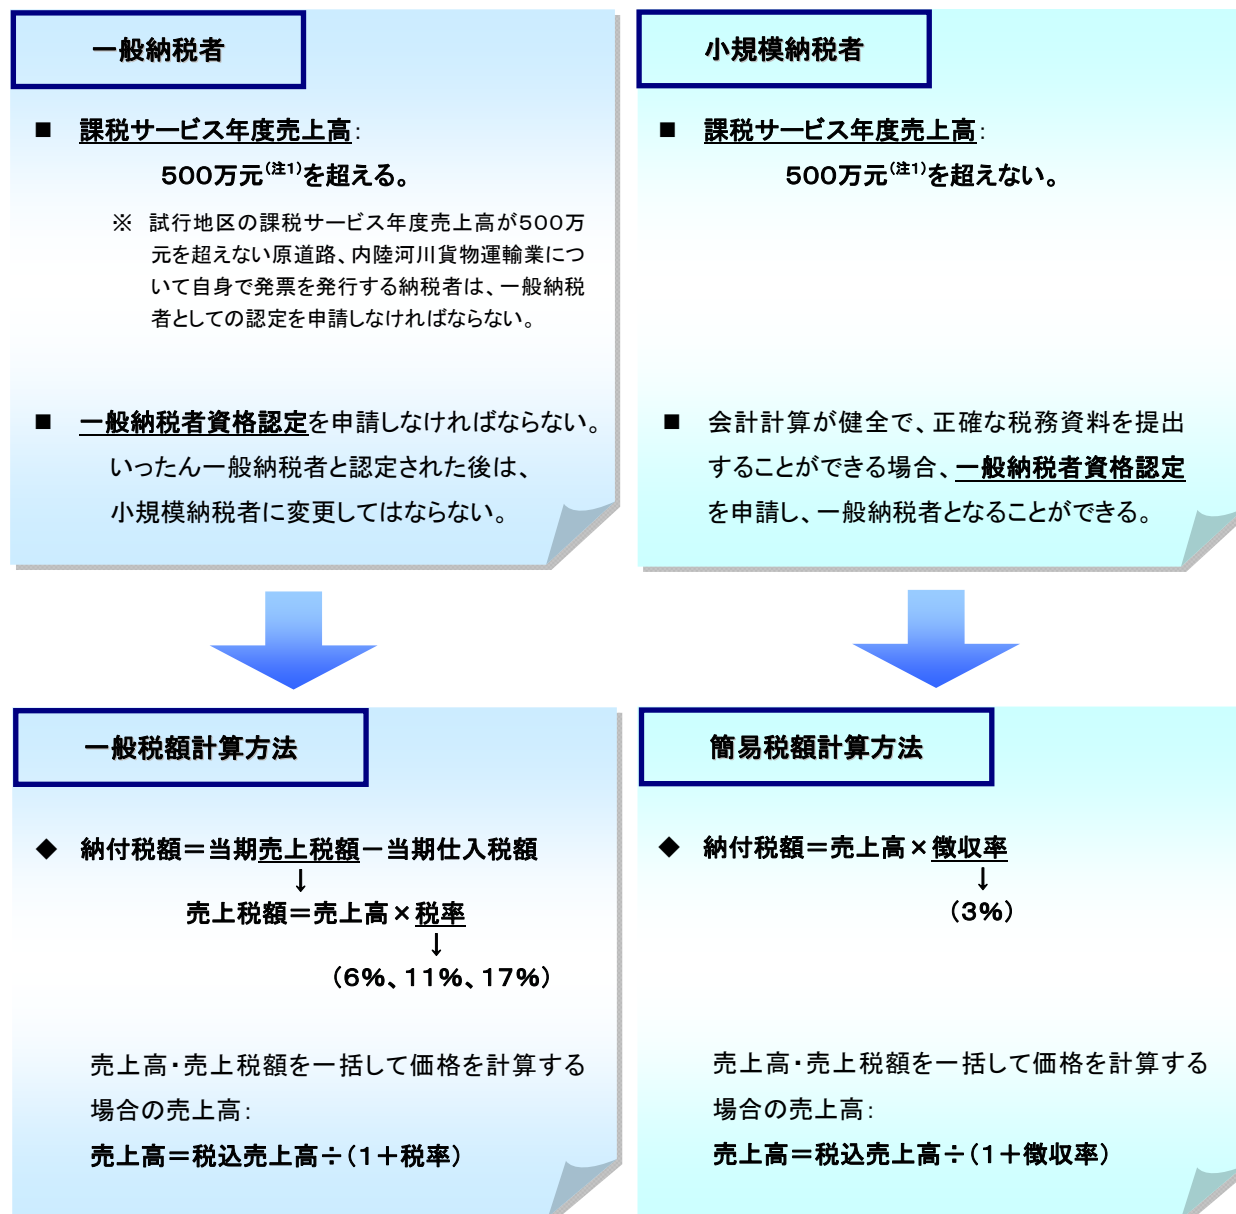 一般納税者
■ 課税サービス年度売上高:
500万元(注1)を超える。
※ 試行地区の課税サービス年度売上高が500万
元を超えない原道路、内陸河川貨物運輸業につ
いて自身で発票を発行する納税者は、一般納税
者としての認定を申請しなければならない。
■ 一般納税者資格認定を申請しなければならない。
いったん一般納税者と認定された後は、
小規模納税者に変更してはならない。
小規模納税者
■ 課税サービス年度売上高:
500万元(注1)を超えない。
■ 会計計算が健全で、正確な税務資料を提出
することができる場合、一般納税者資格認定
を申請し、一般納税者となることができる。
一般税額計算方法
◆ 納付税額=当期売上税額-当期仕入税額
↓
売上税額=売上高×税率
↓
(6%、11%、17%)
売上高・売上税額を一括して価格を計算する
場合の売上高:
売上高=税込売上高÷(1+税率)
簡易税額計算方法
◆ 納付税額=売上高×徴収率
↓
(3%)
売上高・売上税額を一括して価格を計算する
場合の売上高:
売上高=税込売上高÷(1+徴収率)